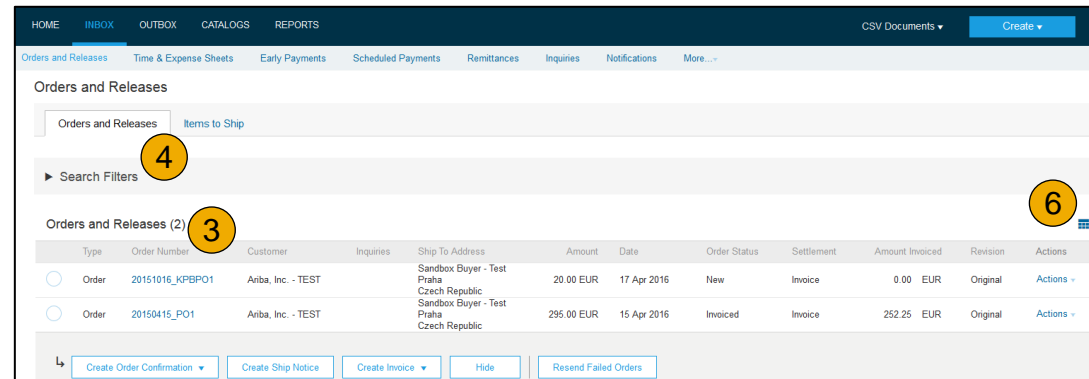 HOME INBOX OUTBOX CATALOGS REPORTS CSV Documents ▾ Create ▾
Orders and Releases Time & Expense Sheets Early Payments Scheduled Payments Remittances Inquiries Notifications More...▾
Orders and Releases
Orders and Releases Items to Ship
4
► Search Filters
6
Orders and Releases (2) 3
Type Order Number Customer Inquiries Ship To Address Amount Date Order Status Settlement Amount Invoiced Revision Actions
Sandbox Buyer - Test
Order 20151016_KPBPO1 Ariba, Inc. - TEST Praha 20.00 EUR 17 Apr 2016 New Invoice 0.00 EUR Original Actions ▾
Czech Republic
Sandbox Buyer - Test
Order 20150415_PO1 Ariba, Inc. - TEST Praha 295.00 EUR 15 Apr 2016 Invoiced Invoice 252.25 EUR Original Actions ▾
Czech Republic
Create Order Confirmation ▾ Create Ship Notice Create Invoice ▾ Hide Resend Failed Orders